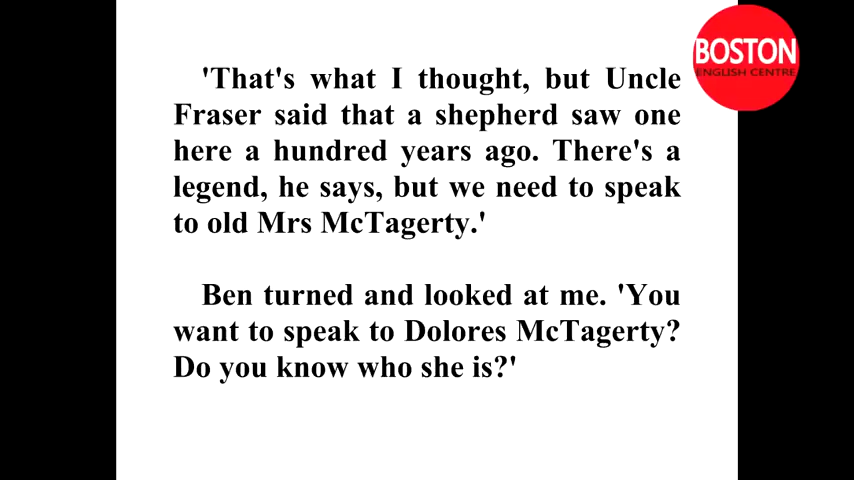 'That's what I thought, but Uncle
Fraser said that a shepherd saw one
here a hundred years ago. There's a
legend, he says, but we need to speak
to old Mrs McTagerty.'
Ben turned and looked at me. 'You
want to speak to Dolores McTagerty?
Do you know who she is?'
BOSTON
ENGLISH CENTRE